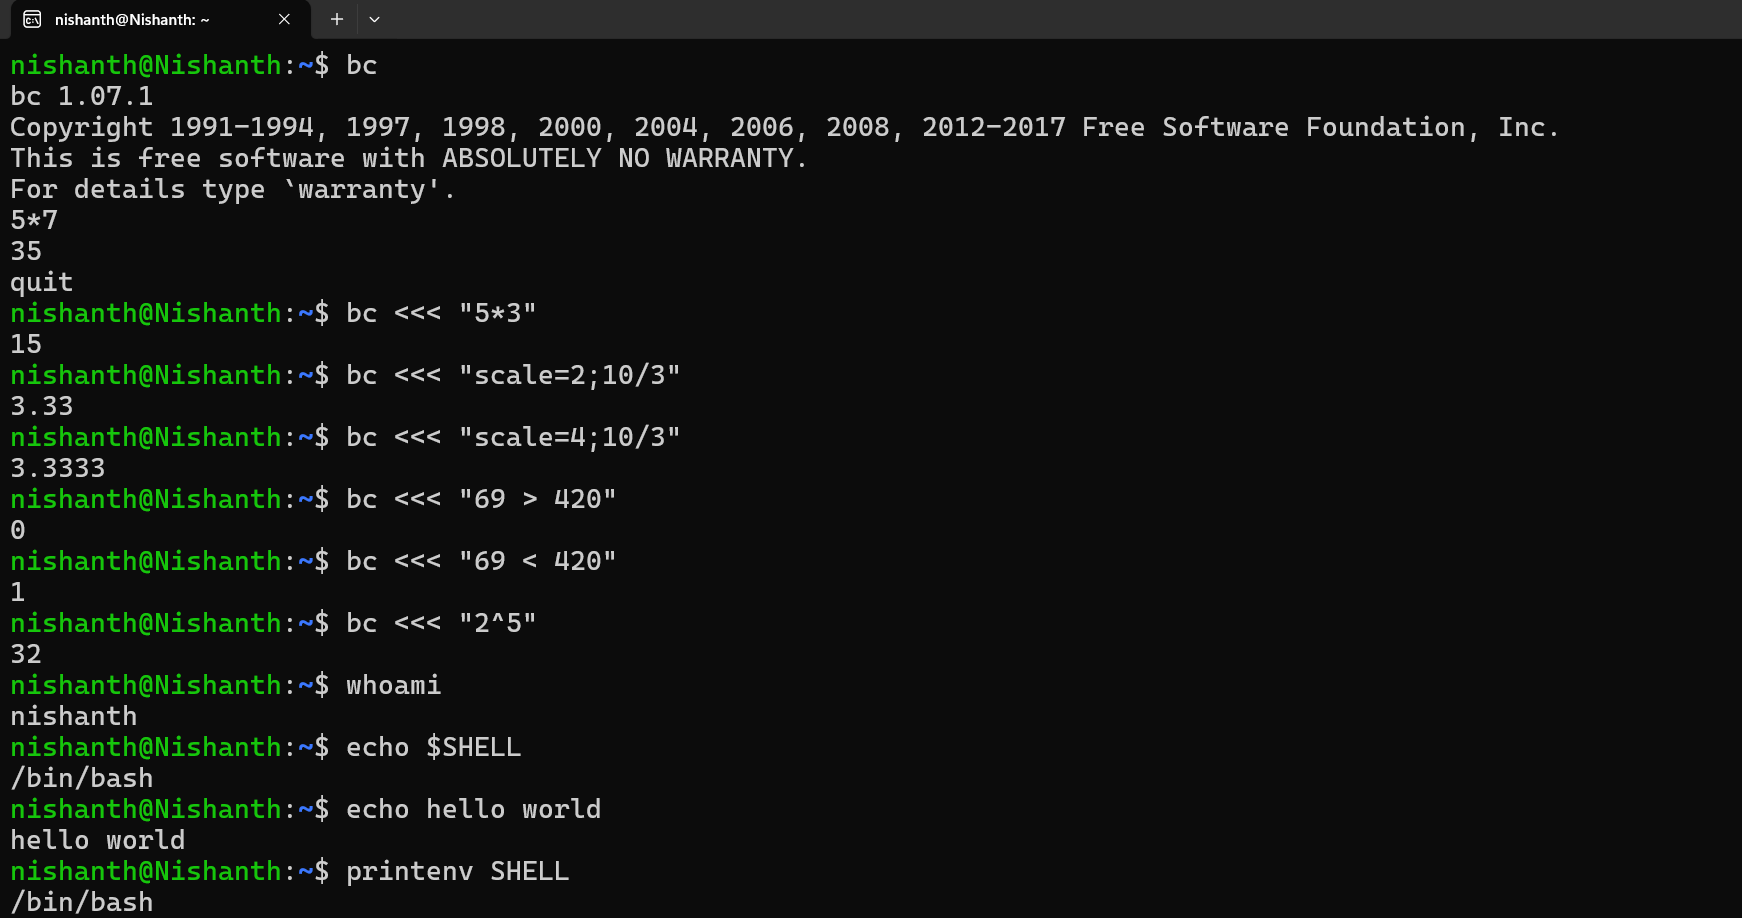 nishanth@Nishanth: ~
nishanth@Nishanth:~$ bc
bc 1.07.1
Copyright 1991-1994, 1997, 1998, 2000, 2004, 2006, 2008, 2012-2017 Free Software Foundation, Inc.
This is free software with ABSOLUTELY NO WARRANTY.
For details type `warranty'.
5*7
35
quit
nishanth@Nishanth:~$ bc <<< "5*3"
15
nishanth@Nishanth:~$ bc <<< "scale=2;10/3"
3.33
nishanth@Nishanth:~$ bc <<< "scale=4;10/3"
3.3333
nishanth@Nishanth:~$ bc <<< "69 > 420"
0
nishanth@Nishanth:~$ bc <<< "69 < 420"
1
nishanth@Nishanth:~$ bc <<< "2^5"
32
nishanth@Nishanth:~$ whoami
nishanth
nishanth@Nishanth:~$ echo $SHELL
/bin/bash
nishanth@Nishanth:~$ echo hello world
hello world
nishanth@Nishanth:~$ printenv SHELL
/bin/bash